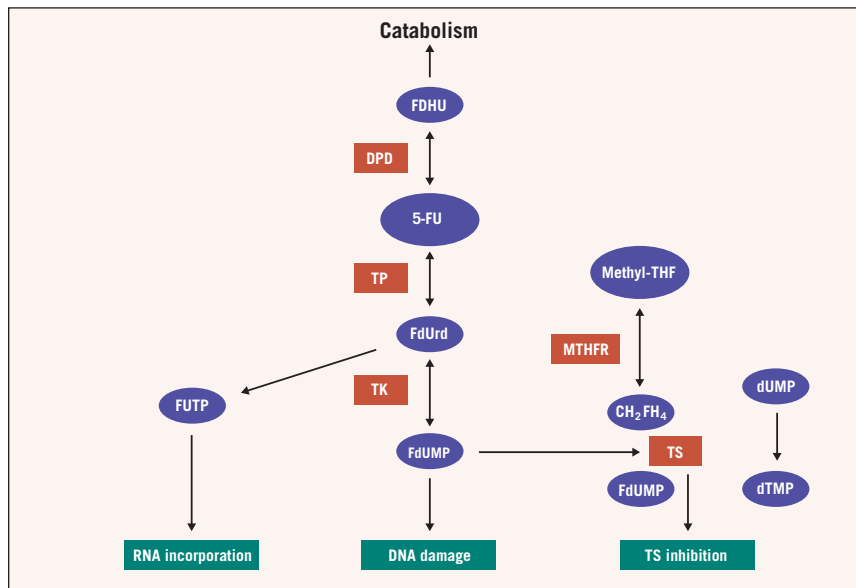 Catabolism
FDHU
DPD
5-FU
TP
Methyl-THF
FdUrd
MTHFR
TK
dUMP
FUTP
CH₂FH₄
FdUMP
TS
FdUMP
dTMP
RNA incorporation
DNA damage
TS inhibition